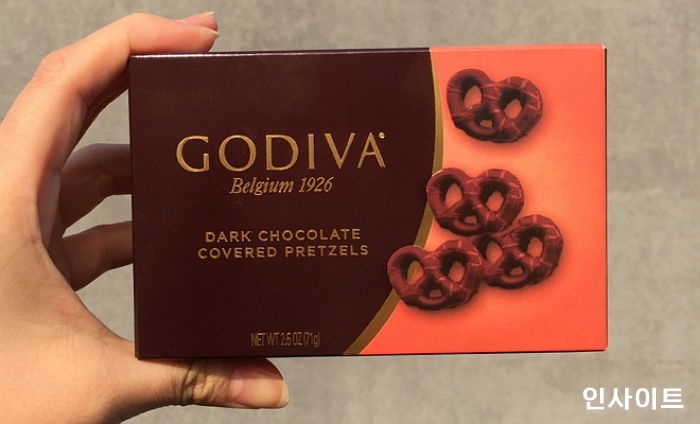 GODIVA
Belgium 1926
DARK CHOCOLATE
COVERED PRETZELS
NET WT 2.5 OZ (71g)
인사이트